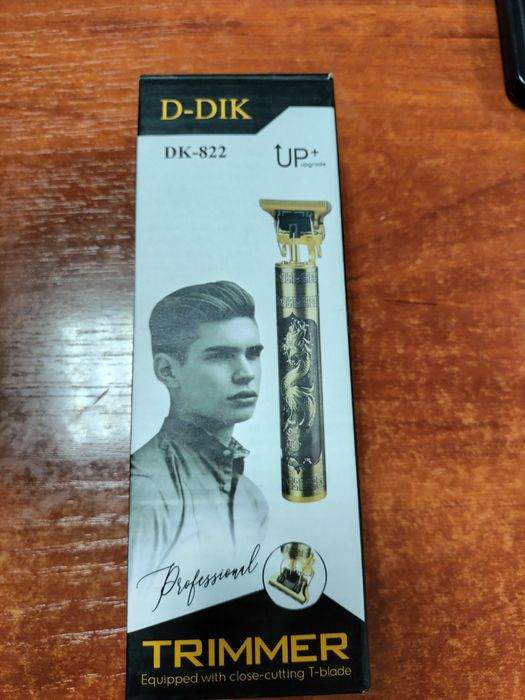 D-DIK
DK-822
UP+
upgrade
Professional
TRIMMER
Equipped with close-cutting T-blade